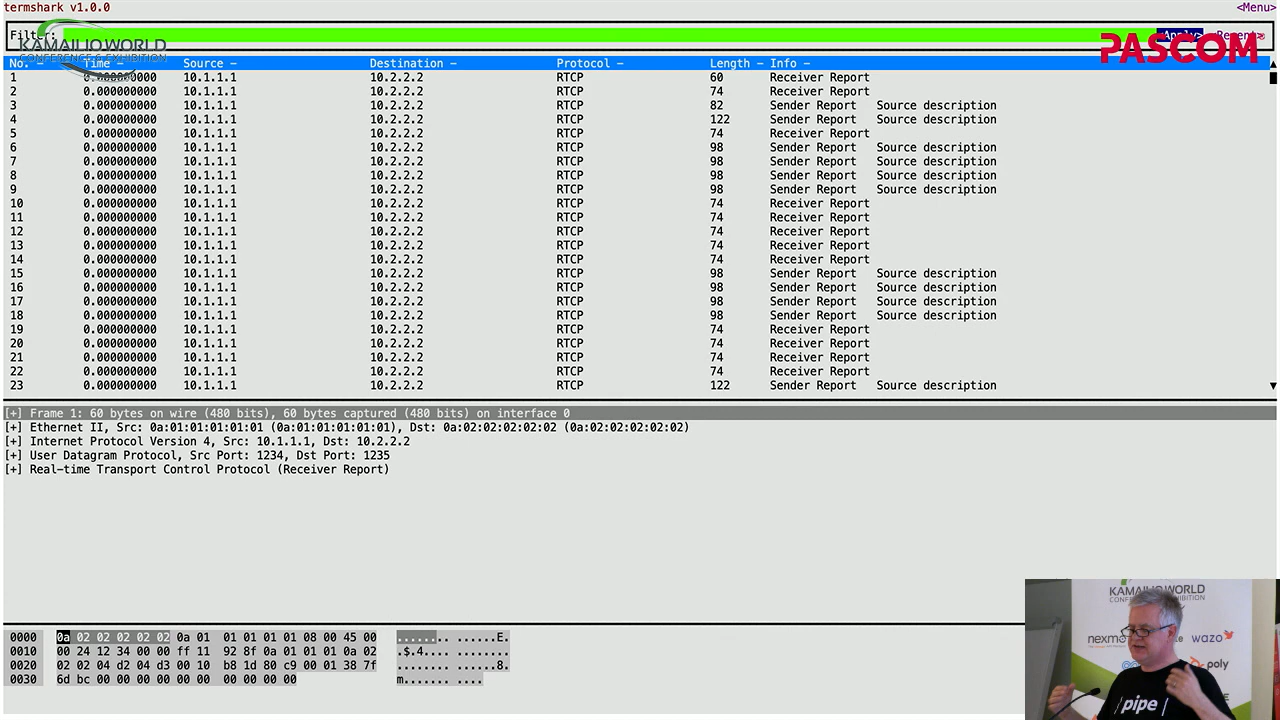 termshark v1.0.0 <Menu>
Filter: <Apply> <Recent>
KAMAILIO WORLD
CONFERENCE & EXHIBITION
PASCOM
No. – Time – Source – Destination – Protocol – Length – Info –
1 0.000000000 10.1.1.1 10.2.2.2 RTCP 60 Receiver Report
2 0.000000000 10.1.1.1 10.2.2.2 RTCP 74 Receiver Report
3 0.000000000 10.1.1.1 10.2.2.2 RTCP 82 Sender Report Source description
4 0.000000000 10.1.1.1 10.2.2.2 RTCP 122 Sender Report Source description
5 0.000000000 10.1.1.1 10.2.2.2 RTCP 74 Receiver Report
6 0.000000000 10.1.1.1 10.2.2.2 RTCP 98 Sender Report Source description
7 0.000000000 10.1.1.1 10.2.2.2 RTCP 98 Sender Report Source description
8 0.000000000 10.1.1.1 10.2.2.2 RTCP 98 Sender Report Source description
9 0.000000000 10.1.1.1 10.2.2.2 RTCP 98 Sender Report Source description
10 0.000000000 10.1.1.1 10.2.2.2 RTCP 74 Receiver Report
11 0.000000000 10.1.1.1 10.2.2.2 RTCP 74 Receiver Report
12 0.000000000 10.1.1.1 10.2.2.2 RTCP 74 Receiver Report
13 0.000000000 10.1.1.1 10.2.2.2 RTCP 74 Receiver Report
14 0.000000000 10.1.1.1 10.2.2.2 RTCP 74 Receiver Report
15 0.000000000 10.1.1.1 10.2.2.2 RTCP 98 Sender Report Source description
16 0.000000000 10.1.1.1 10.2.2.2 RTCP 98 Sender Report Source description
17 0.000000000 10.1.1.1 10.2.2.2 RTCP 98 Sender Report Source description
18 0.000000000 10.1.1.1 10.2.2.2 RTCP 98 Sender Report Source description
19 0.000000000 10.1.1.1 10.2.2.2 RTCP 74 Receiver Report
20 0.000000000 10.1.1.1 10.2.2.2 RTCP 74 Receiver Report
21 0.000000000 10.1.1.1 10.2.2.2 RTCP 74 Receiver Report
22 0.000000000 10.1.1.1 10.2.2.2 RTCP 74 Receiver Report
23 0.000000000 10.1.1.1 10.2.2.2 RTCP 122 Sender Report Source description
[+] Frame 1: 60 bytes on wire (480 bits), 60 bytes captured (480 bits) on interface 0
[+] Ethernet II, Src: 0a:01:01:01:01:01 (0a:01:01:01:01:01), Dst: 0a:02:02:02:02:02 (0a:02:02:02:02:02)
[+] Internet Protocol Version 4, Src: 10.1.1.1, Dst: 10.2.2.2
[+] User Datagram Protocol, Src Port: 1234, Dst Port: 1235
[+] Real-time Transport Control Protocol (Receiver Report)
0000 0a 02 02 02 02 02 0a 01 01 01 01 01 08 00 45 00 ........ ......E.
0010 00 24 12 34 00 00 ff 11 92 8f 0a 01 01 01 0a 02 .$.4.... ........
0020 02 02 04 d2 04 d3 00 10 b8 1d 80 c9 00 01 38 7f ........ ......8.
0030 6d bc 00 00 00 00 00 00 00 00 00 00 m....... ....
KAMAILIO WORLD
CONFERENCE & EXHIBITION
nexmo
wazo
poly
|pipe|